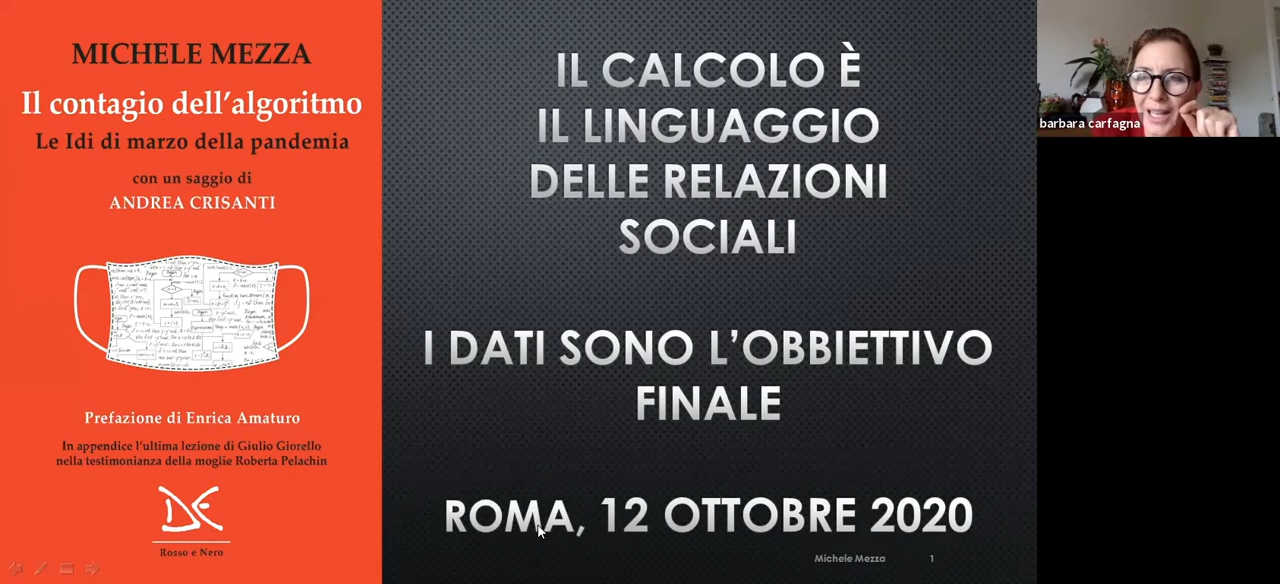 MICHELE MEZZA
Il contagio dell'algoritmo
Le Idi di marzo della pandemia
con un saggio di
ANDREA CRISANTI
Prefazione di Enrica Amaturo
In appendice l'ultima lezione di Giulio Giorello
nella testimonianza della moglie Roberta Pelachin
DE
Rosso e Nero
IL CALCOLO È
IL LINGUAGGIO
DELLE RELAZIONI
SOCIALI
I DATI SONO L'OBBIETTIVO
FINALE
ROMA, 12 OTTOBRE 2020
Michele Mezza 1
barbara carfagna